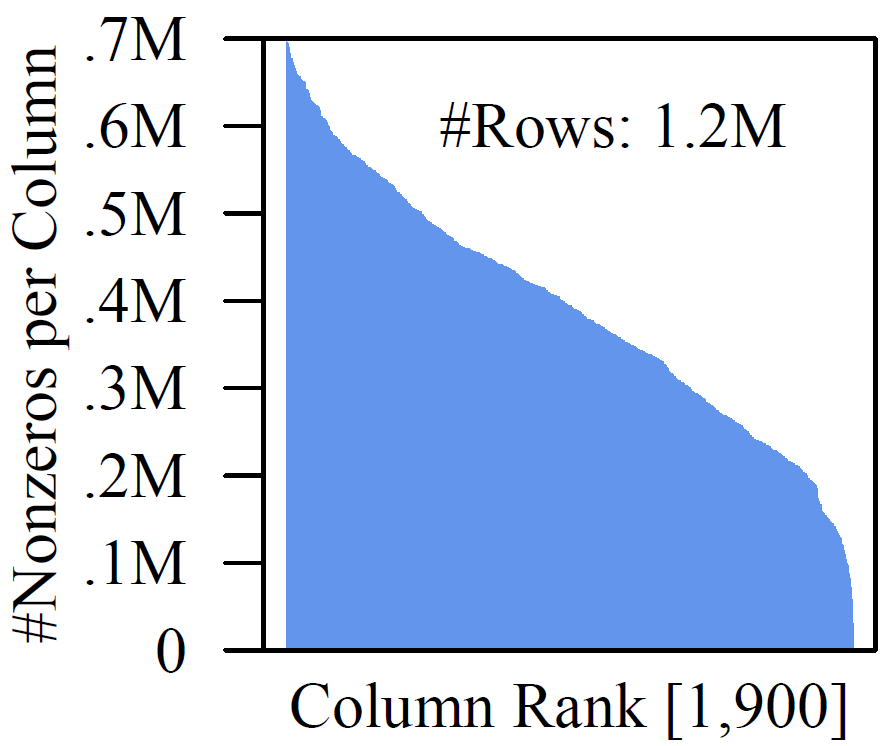 #Nonzeros per Column
.7M
.6M
.5M
.4M
.3M
.2M
.1M
0
#Rows: 1.2M
Column Rank [1,900]